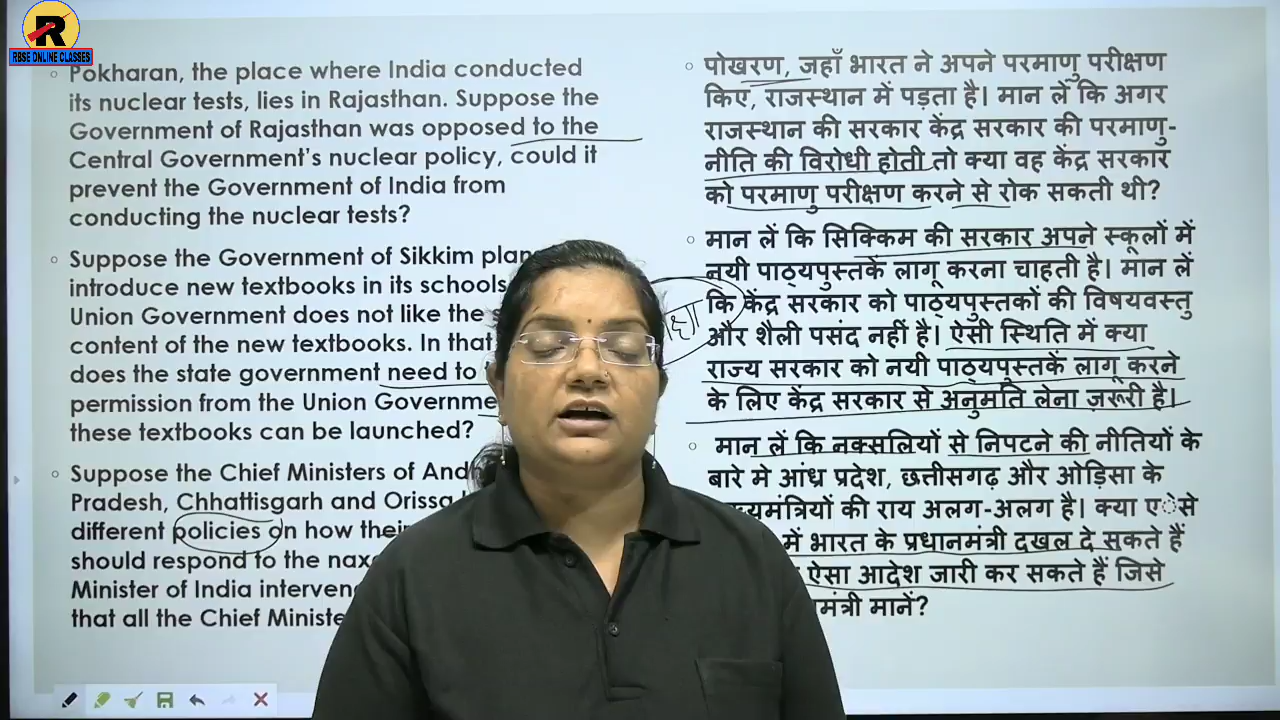 R
RBSE ONLINE CLASSES
Pokharan, the place where India conducted
its nuclear tests, lies in Rajasthan. Suppose the
Government of Rajasthan was opposed to the
Central Government's nuclear policy, could it
prevent the Government of India from
conducting the nuclear tests?
Suppose the Government of Sikkim plan
introduce new textbooks in its schools
Union Government does not like the
content of the new textbooks. In that
does the state government need to
permission from the Union Governme
these textbooks can be launched?
Suppose the Chief Ministers of Andh
Pradesh, Chhattisgarh and Orissa
different policies on how their
should respond to the nax
Minister of India interven
that all the Chief Ministe
पोखरण, जहाँ भारत ने अपने परमाणु परीक्षण
किए, राजस्थान में पड़ता है। मान लें कि अगर
राजस्थान की सरकार केंद्र सरकार की परमाणु-
नीति की विरोधी होती तो क्या वह केंद्र सरकार
को परमाणु परीक्षण करने से रोक सकती थी?
मान लें कि सिक्किम की सरकार अपने स्कूलों में
नयी पाठ्यपुस्तकें लागू करना चाहती है। मान लें
कि केंद्र सरकार को पाठ्यपुस्तकों की विषयवस्तु
और शैली पसंद नहीं है। ऐसी स्थिति में क्या
राज्य सरकार को नयी पाठ्यपुस्तकें लागू करने
के लिए केंद्र सरकार से अनुमति लेना ज़रूरी है।
मान लें कि नक्सलियों से निपटने की नीतियों के
बारे मे आंध्र प्रदेश, छत्तीसगढ़ और ओड़िसा के
ख्यमंत्रियों की राय अलग-अलग है। क्या एेसे
में भारत के प्रधानमंत्री दखल दे सकते हैं
ऐसा आदेश जारी कर सकते हैं जिसे
मंत्री मानें?